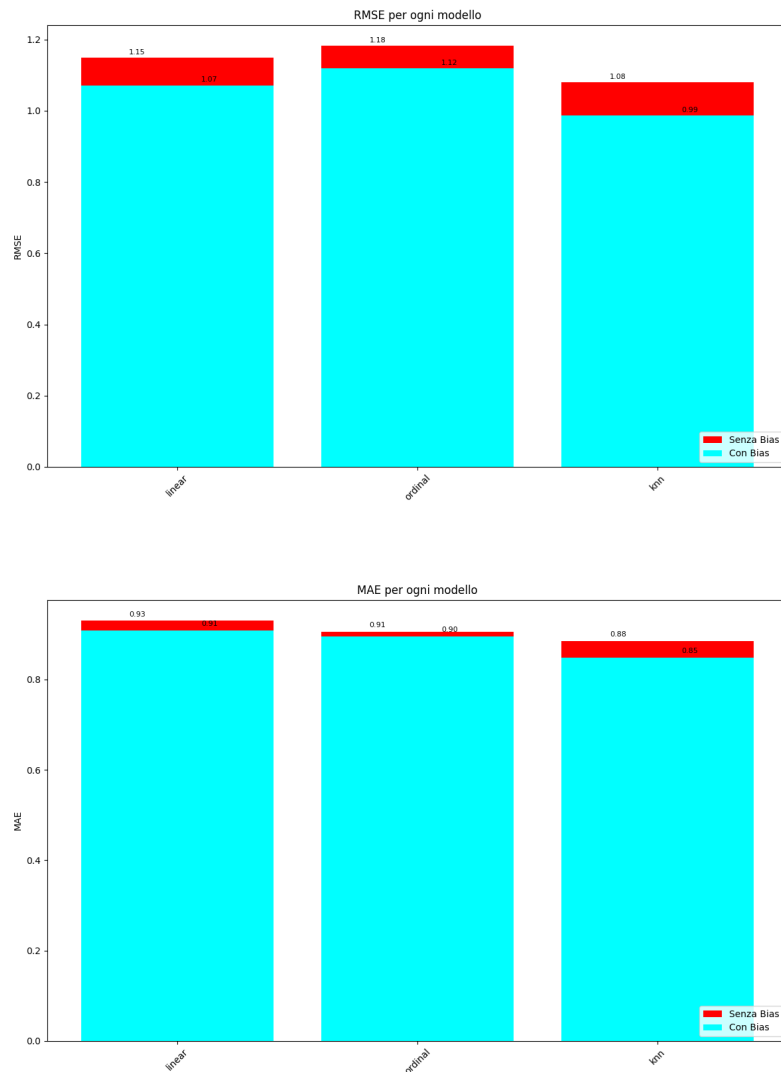 RMSE per ogni modello
1.2
1.15
1.18
1.07
1.12
1.08
0.99
1.0
0.8
RMSE
0.6
0.4
0.2
0.0
Senza Bias
Con Bias
linear
ordinal
knn
MAE per ogni modello
0.93
0.91
0.91
0.90
0.88
0.85
0.8
0.6
MAE
0.4
0.2
0.0
Senza Bias
Con Bias
linear
ordinal
knn